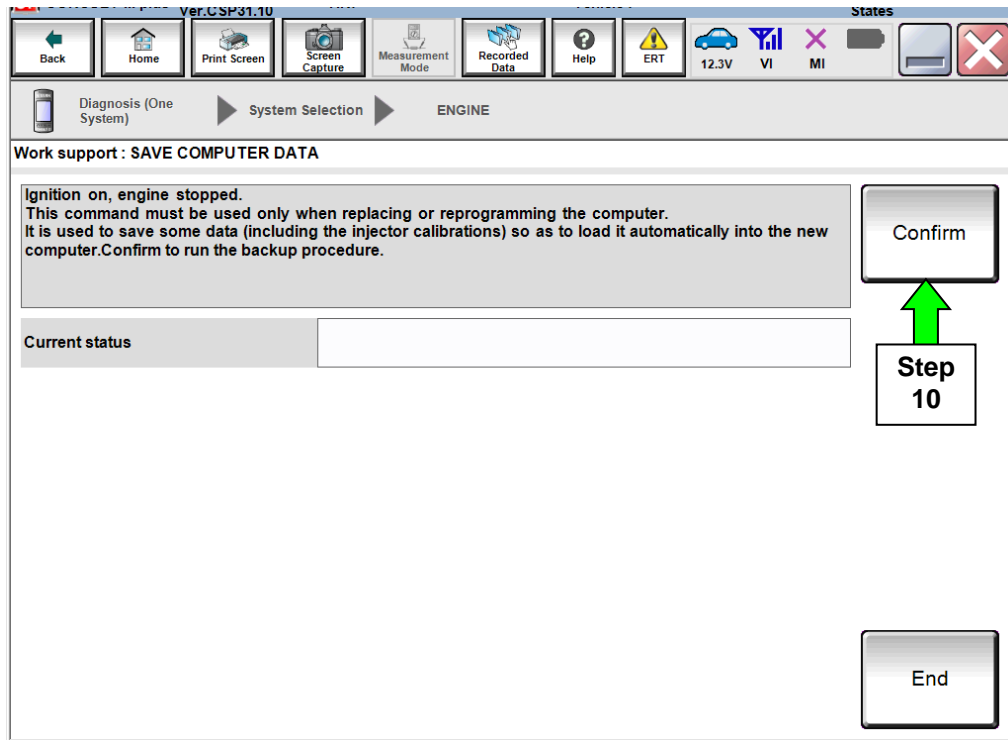 Ver.CSP31.10
States
Back
Home
Print Screen
Screen
Capture
Measurement
Mode
Recorded
Data
Help
ERT
12.3V
VI
MI
Diagnosis (One
System)
System Selection
ENGINE
Work support : SAVE COMPUTER DATA
Ignition on, engine stopped.
This command must be used only when replacing or reprogramming the computer.
It is used to save some data (including the injector calibrations) so as to load it automatically into the new
computer.Confirm to run the backup procedure.
Confirm
Current status
Step
10
End